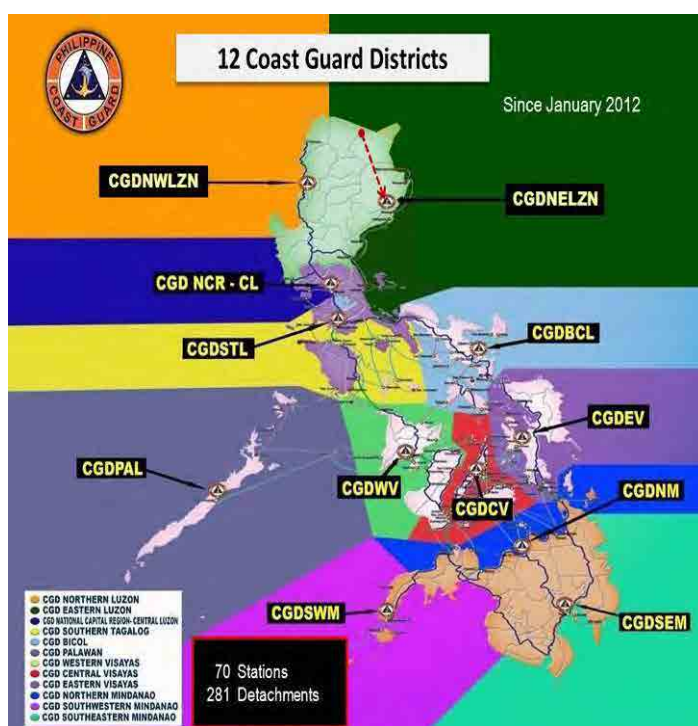 12 Coast Guard Districts
PHILIPPINE
COAST GUARD
Since January 2012
CGDNWLZN
CGDNELZN
CGD NCR - CL
CGDSTL
CGDBCL
CGDEV
CGDPAL
CGDWV
CGDCV
CGDNM
CGDSWM
CGDSEM
CGD NORTHERN LUZON
CGD EASTERN LUZON
CGD NATIONAL CAPITAL REGION- CENTRAL LUZON
CGD SOUTHERN TAGALOG
CGD BICOL
CGD PALAWAN
CGD WESTERN VISAYAS
CGD CENTRAL VISAYAS
CGD EASTERN VISAYAS
CGD NORTHERN MINDANAO
CGD SOUTHWESTERN MINDANAO
CGD SOUTHEASTERN MINDANAO
70 Stations
281 Detachments